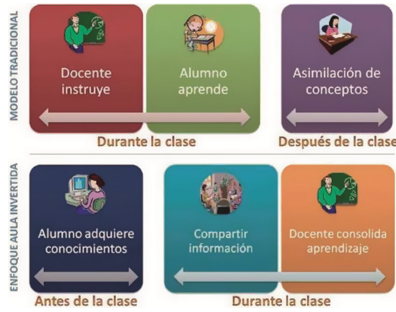 MODELO TRADICIONAL
Docente
instruye
Alumno
aprende
Asimilación de
conceptos
Durante la clase
Después de la clase
ENFOQUE AULA INVERTIDA
Alumno adquiere
conocimientos
Compartir
información
Docente consolida
aprendizaje
Antes de la clase
Durante la clase